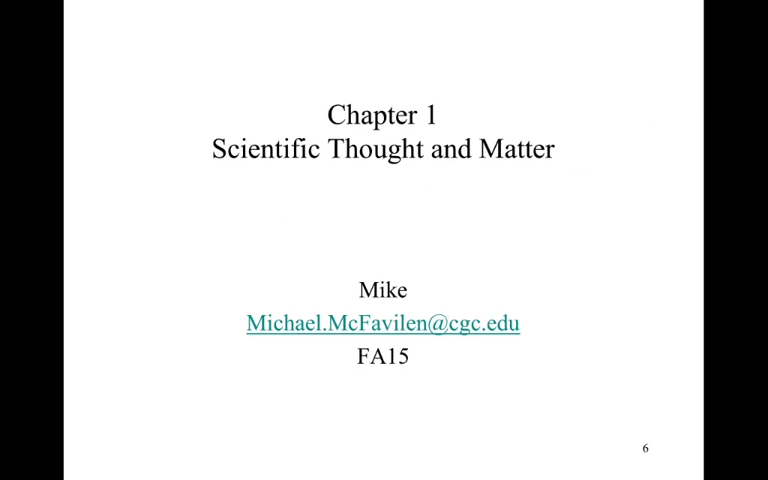 Chapter 1
Scientific Thought and Matter
Mike
Michael.McFavilen@cgc.edu
FA15
6